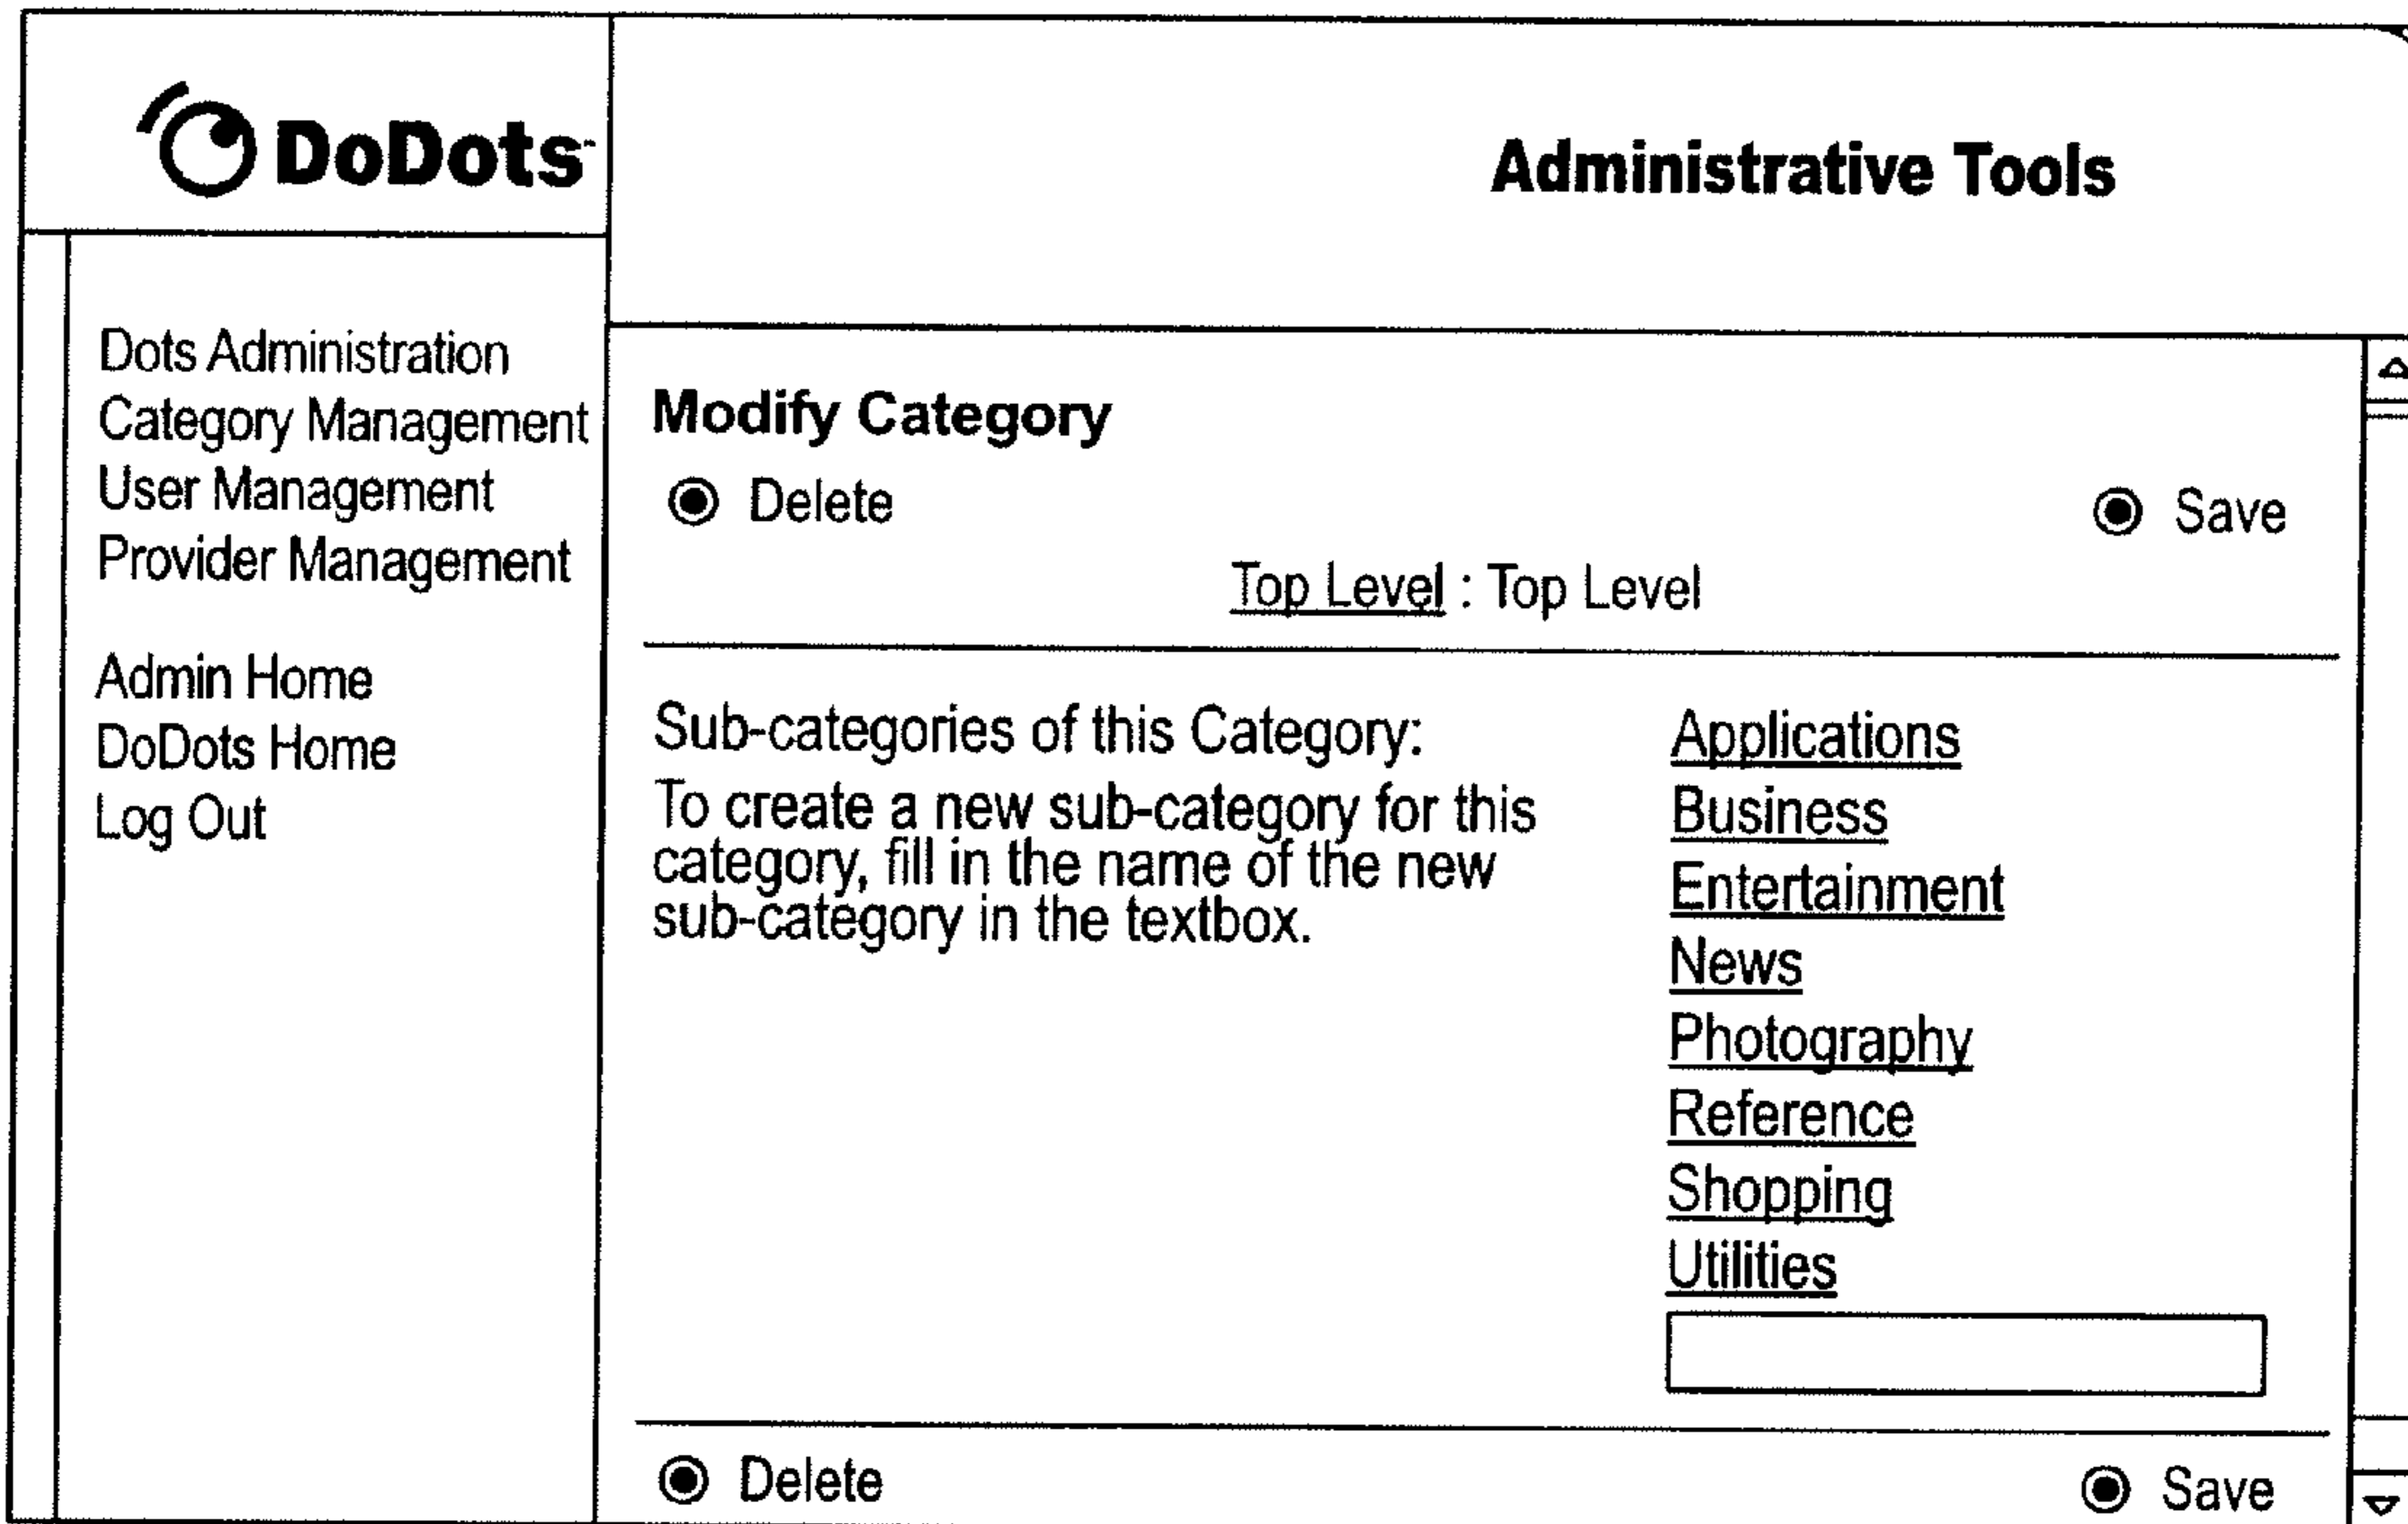 DoDots™
Administrative Tools
Dots Administration
Category Management
User Management
Provider Management
Admin Home
DoDots Home
Log Out
Modify Category
Delete
Save
Top Level : Top Level
Sub-categories of this Category:
To create a new sub-category for this
category, fill in the name of the new
sub-category in the textbox.
Applications
Business
Entertainment
News
Photography
Reference
Shopping
Utilities
Delete
Save